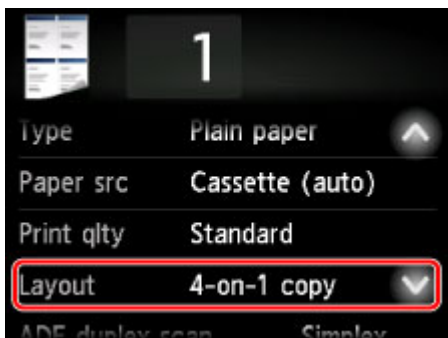 1
Type Plain paper
Paper src Cassette (auto)
Print qlty Standard
Layout 4-on-1 copy
ADF duplex scan Simplex